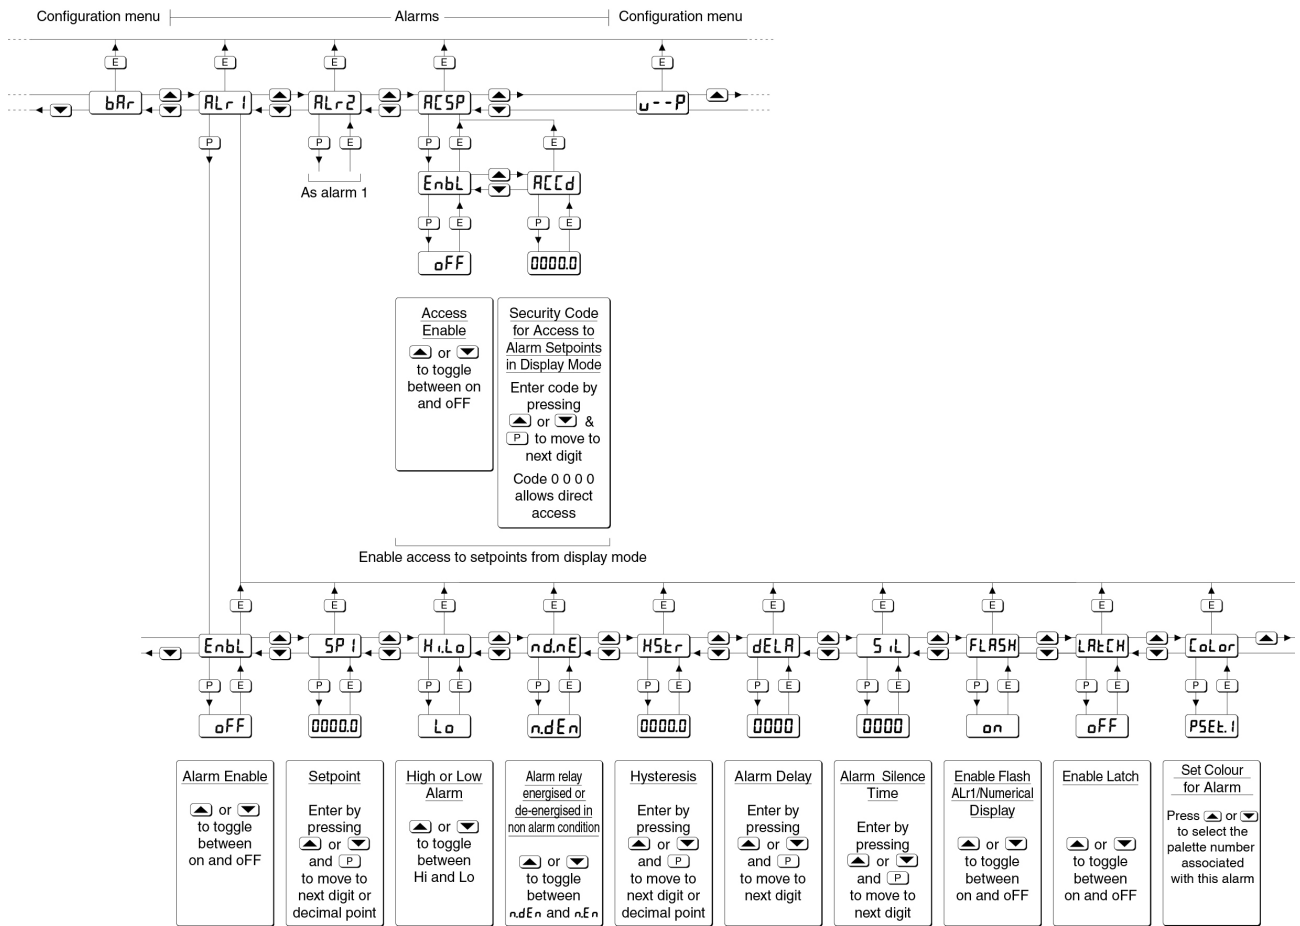 Configuration menu
Alarms
Configuration menu
E E E E E
bAr ALr1 ALr2 ACSP u--P
P P E P E E
As alarm 1
EnbL ACCd
P E P E
oFF 0000.0
Access
Enable
or
to toggle
between on
and oFF
Security Code
for Access to
Alarm Setpoints
in Display Mode
Enter code by
pressing
or &
P to move to
next digit
Code 0 0 0 0
allows direct
access
Enable access to setpoints from display mode
E E E E E E E E E E
EnbL SP1 Hi.Lo nd.nE HStr dELA SiL FLASH LAtCH CoLor
P E P E P E P E P E P E P E P E P E P E
oFF 0000.0 Lo n.dEn 0000.0 0000 0000 on oFF PSEt.1
Alarm Enable
or
to toggle
between
on and oFF
Setpoint
Enter by
pressing
or
and P
to move to
next digit or
decimal point
High or Low
Alarm
or
to toggle
between
Hi and Lo
Alarm relay
energised or
de-energised in
non alarm condition
or
to toggle
between
n.dEn and n.En
Hysteresis
Enter by
pressing
or
and P
to move to
next digit or
decimal point
Alarm Delay
Enter by
pressing
or
and P
to move to
next digit
Alarm Silence
Time
Enter by
pressing
or
and P
to move to
next digit
Enable Flash
ALr1/Numerical
Display
or
to toggle
between
on and oFF
Enable Latch
or
to toggle
between
on and oFF
Set Colour
for Alarm
Press or
to select the
palette number
associated
with this alarm